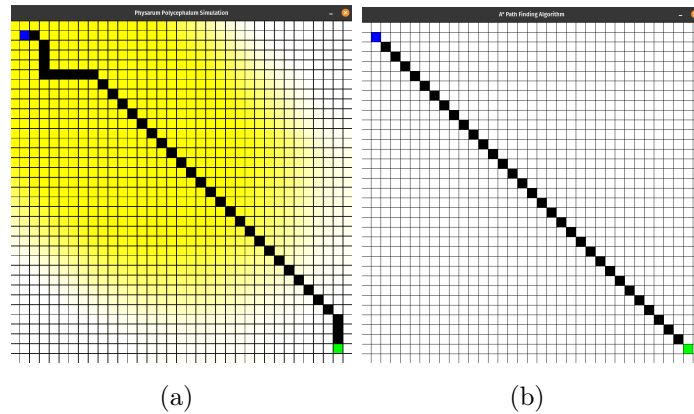 Physarum Polycephalum Simulation
A* Path Finding Algorithm
(a)
(b)